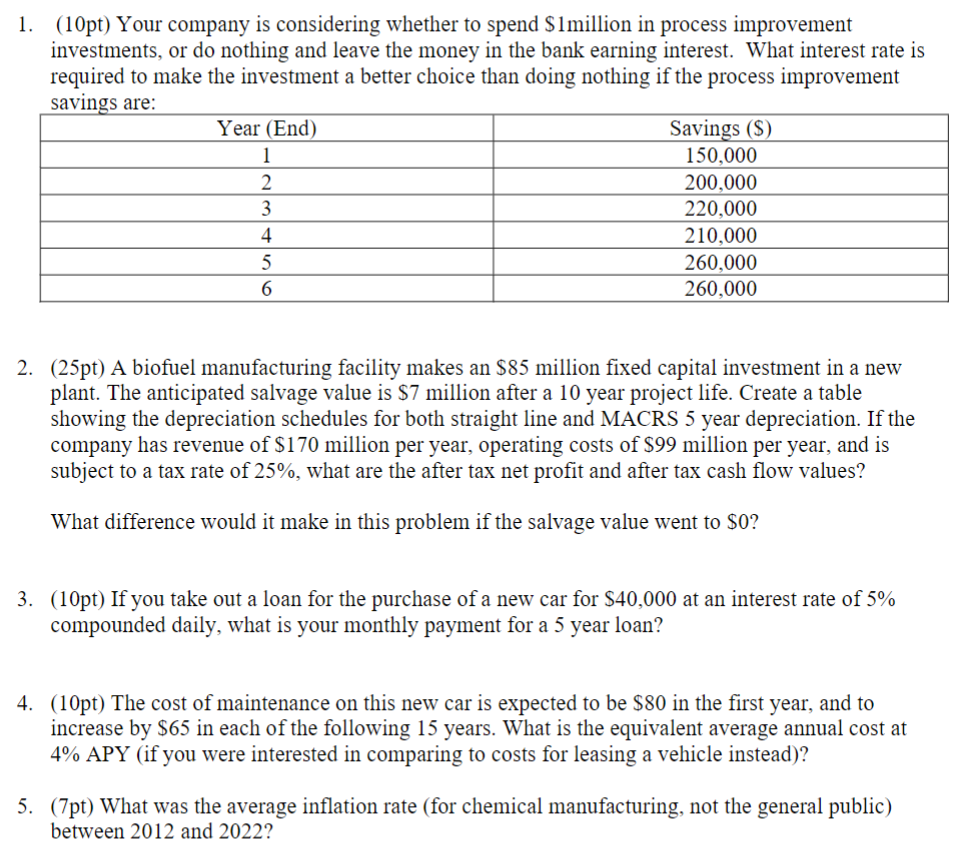 1. (10pt) Your company is considering whether to spend $1million in process improvement
investments, or do nothing and leave the money in the bank earning interest. What interest rate is
required to make the investment a better choice than doing nothing if the process improvement
savings are:
Year (End) Savings ($)
1 150,000
2 200,000
3 220,000
4 210,000
5 260,000
6 260,000
2. (25pt) A biofuel manufacturing facility makes an $85 million fixed capital investment in a new
plant. The anticipated salvage value is $7 million after a 10 year project life. Create a table
showing the depreciation schedules for both straight line and MACRS 5 year depreciation. If the
company has revenue of $170 million per year, operating costs of $99 million per year, and is
subject to a tax rate of 25%, what are the after tax net profit and after tax cash flow values?
What difference would it make in this problem if the salvage value went to $0?
3. (10pt) If you take out a loan for the purchase of a new car for $40,000 at an interest rate of 5%
compounded daily, what is your monthly payment for a 5 year loan?
4. (10pt) The cost of maintenance on this new car is expected to be $80 in the first year, and to
increase by $65 in each of the following 15 years. What is the equivalent average annual cost at
4% APY (if you were interested in comparing to costs for leasing a vehicle instead)?
5. (7pt) What was the average inflation rate (for chemical manufacturing, not the general public)
between 2012 and 2022?